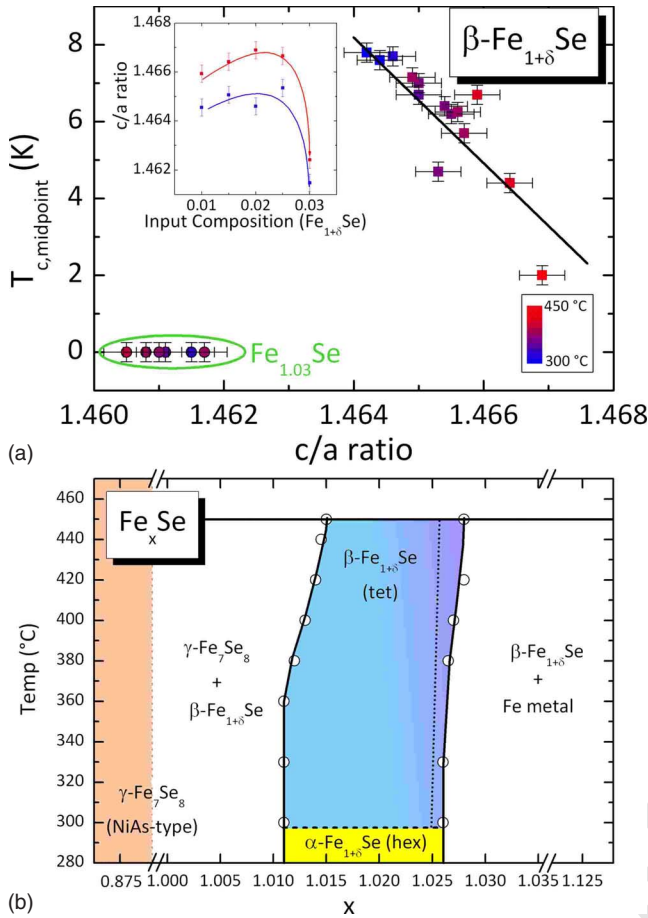 β-Fe1+δSe
Tc,midpoint (K)
8
6
4
2
0
1.468
1.466
1.464
1.462
c/a ratio
0.01 0.02 0.03
Input Composition (Fe1+δSe)
450 °C
300 °C
Fe1.03Se
1.460 1.462 1.464 1.466 1.468
c/a ratio
(a)
FexSe
Temp (°C)
460
440
420
400
380
360
340
320
300
280
β-Fe1+δSe
(tet)
γ-Fe7Se8
+
β-Fe1+δSe
β-Fe1+δSe
+
Fe metal
γ-Fe7Se8
(NiAs-type)
α-Fe1+δSe (hex)
0.875 1.000 1.005 1.010 1.015 1.020 1.025 1.030 1.035 1.125
x
(b)